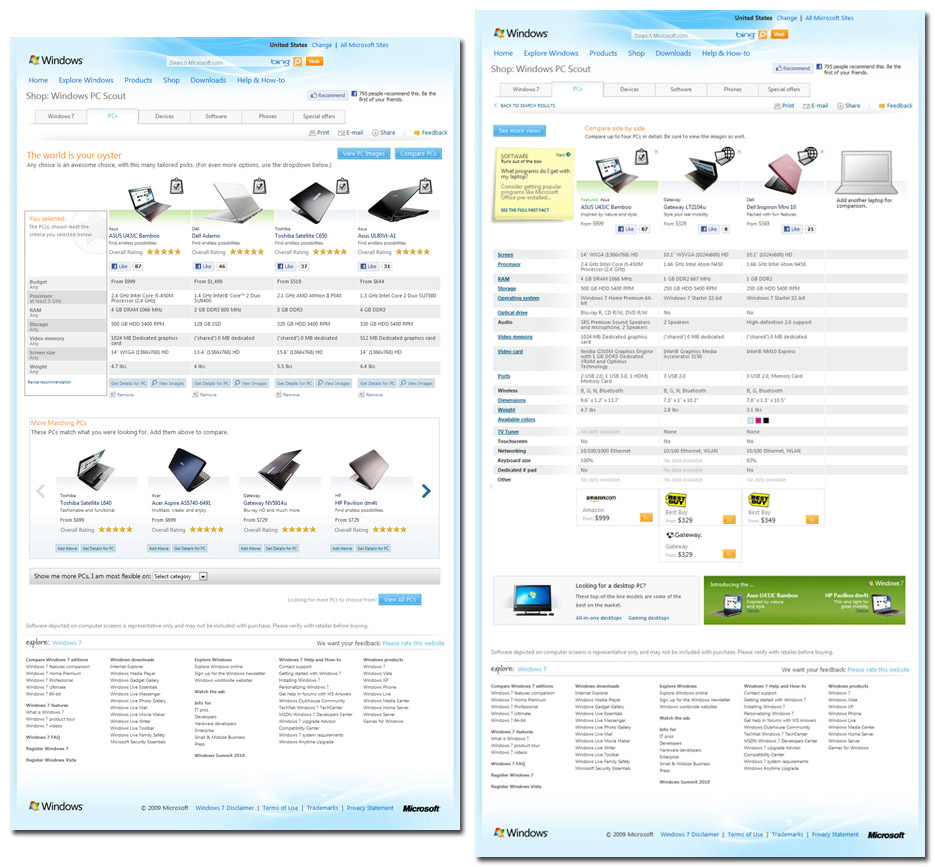 United States Change | All Microsoft Sites
Windows
Search Microsoft.com bing Web
Home Explore Windows Products Shop Downloads Help & How-to
Shop: Windows PC Scout
Recommend 795 people recommend this. Be the first of your friends.
Windows 7 PCs Devices Software Phones Special offers
Print E-mail Share Feedback
The world is your oyster
View PC Images Compare PCs
Any choice is an awesome choice, with this many tailored picks. (For even more options, use the dropdown below.)
You selected:
The PC(s) shown meet the criteria you selected below
Asus Dell Toshiba Asus
ASUS U43JC Bamboo Dell Adamo Toshiba Satellite C650 Asus UL80Vt-A1
Find endless possibilities. Find endless possibilities. Find endless possibilities. Find endless possibilities.
Overall Rating Overall Rating Overall Rating Overall Rating
Like 87 Like 46 Like 37 Like 31
Budget Any From $999 From $1,499 From $519 From $644
Processor at least 1 GHz 2.4 GHz Intel Core i5-450M Processor (2.4 GHz) 1.4 GHz Intel® Core™ 2 Duo SU9400 2.1 GHz AMD Athlon II P340 1.3 GHz Intel Core 2 Duo SU7300
RAM Any 4 GB DRAM 1066 MHz 2 GB DDR3 800 MHz 3 GB DDR3 4 GB DDR3
Storage Any 500 GB HDD 5400 RPM 128 GB SSD 320 GB HDD 5400 RPM 320 GB HDD 5400 RPM
Video memory Any 1024 MB Dedicated graphics card ('shared') 0 MB dedicated ('shared') 0 MB dedicated 512 MB Dedicated graphics card
Screen size Any 14" WXGA (1366x768) HD 13.4" (1366x768) HD 15.6" (1366x768) HD 14" (1366x768) HD
Weight Any 4.7 lbs 4 lbs 5.5 lbs 4.4 lbs
Revise recommendation Get Details for PC View Images Get Details for PC View Images Get Details for PC View Images Get Details for PC View Images
Remove Remove Remove Remove
More Matching PCs
These PCs match what you were looking for. Add them above to compare.
Toshiba Acer Gateway HP
Toshiba Satellite L640 Acer Aspire AS5740-6491 Gateway NV5914u HP Pavilion dm4t
Fashionable and functional. Multitask, create, and enjoy. Blu-ray HD and much more. Find endless possibilities.
From $699 From $699 From $729 From $729
Overall Rating Overall Rating Overall Rating Overall Rating
Add Above Get Details for PC Add Above Get Details for PC Add Above Get Details for PC Add Above Get Details for PC
Show me more PCs, I am most flexible on: Select category
Looking for more PCs to choose from? View All PCs
Software depicted on computer screens is representative only and may not be included with purchase. Please verify with retailer before buying.
explore: Windows 7 We want your feedback: Please rate this website
Compare Windows 7 editions Windows downloads Explore Windows Windows 7 Help and How-to Windows products
Windows 7 features comparison Internet Explorer Explore Windows online Contact support Windows 7
Windows 7 Home Premium Windows Media Player Sign up for the Windows newsletter Getting started with Windows 7 Windows Vista
Windows 7 Professional Windows Gadget Gallery Windows worldwide websites Installing Windows 7 Windows XP
Windows 7 Ultimate Windows Live Essentials Personalizing Windows 7 Windows Phone
Windows 7 64-bit Windows Live Messenger Watch the ads Get help in forums with MS Answers Windows Live
Windows Live Photo Gallery Windows Clubhouse Community Windows Media Center
Windows 7 features Windows Live Mail Info for TechNet Windows 7 TechCenter Windows Home Server
What is Windows 7 Windows Live Movie Maker IT pros MSDN Windows 7 Developers Center Windows Server
Windows 7 product tour Windows Live Writer Developers Windows 7 Upgrade Advisor Games for Windows
Windows 7 videos Windows Live Toolbar Hardware developers Compatibility Center
Windows 7 FAQ Windows Live Family Safety Enterprise Windows 7 system requirements
Microsoft Security Essentials Small & Midsize Business Windows Anytime Upgrade
Register Windows 7 Press
Register Windows Vista Windows Summit 2010
Windows © 2009 Microsoft Windows 7 Disclaimer | Terms of Use | Trademarks | Privacy Statement Microsoft
United States Change | All Microsoft Sites
Windows
Search Microsoft.com bing Web
Home Explore Windows Products Shop Downloads Help & How-to
Shop: Windows PC Scout
Recommend 795 people recommend this. Be the first of your friends.
Windows 7 PCs Devices Software Phones Special offers
BACK TO SEARCH RESULTS Print E-mail Share Feedback
See more views
Compare side by side
Compare up to four PCs in detail. Be sure to view the images as well.
SOFTWARE Next
Runs out of the box
What programs do I get with my laptop?
Consider getting popular programs like Microsoft Office pre-installed...
SEE THE FULL FAST FACT
Featured Asus Gateway Dell
ASUS U43JC Bamboo Gateway LT2104u Dell Inspiron Mini 10
Inspired by nature and style. Style plus real mobility. Packed with fun features
From $999 From $329 From $349
Like 87 Like 8 Like 21
Add another laptop for comparison.
Screen 14" WXGA (1366x768) HD 10.1" WSVGA (1024x600) HD 10.1" (1024x600) HD
Processor 2.4 GHz Intel Core i5-450M Processor (2.4 GHz) 1.66 GHz Intel Atom N450 1.66 GHz Intel Atom N450
RAM 4 GB DRAM 1066 MHz 1 GB DDR2 667 MHz 1 GB DDR2
Storage 500 GB HDD 5400 RPM 250 GB HDD 5400 RPM 250 GB HDD 5400 RPM
Operating system Windows 7 Home Premium 64-bit Windows 7 Starter 32-bit Windows 7 Starter 32-bit
Optical drive Blu-ray R, CD R/W, DVD R/W No No
Audio SRS Premium Sound Speakers and microphone, 2 Speakers 2 Speakers High-definition 2.0 support
Video memory 1024 MB Dedicated graphics card ('shared') 0 MB dedicated ('shared') 0 MB dedicated
Video card Nvidia G310M Graphics Engine with 1 GB DDR3 Dedicated VRAM and Optimus Technology Intel® Graphics Media Accelerator 3150 Intel® NM10 Express
Ports 2 USB 2.0, 1 USB 3.0, 1 HDMI, Memory Card 3 USB 2.0 3 USB 2.0, Memory Card
Wireless B, G, N, Bluetooth B, G, N, Bluetooth B, G, N, Bluetooth
Dimensions 9.6" x 1.2" x 13.7" 7.3" x 1" x 10.2" 7.8" x 1.3" x 10.5"
Weight 4.7 lbs 2.8 lbs 3.1 lbs
Available colors
TV Tuner No data available None None
Touchscreen No No No
Networking 10/100/1000 Ethernet 10/100 Ethernet, WLAN 10/100 Ethernet, WLAN
Keyboard size 100% No data available 92%
Dedicated # pad No No data available No
Other No data available No data available No data available
amazon.com BEST BUY BEST BUY
Amazon Best Buy Best Buy
From $999 Go From $329 Go From $349 Go
Gateway
Gateway
From $329 Go
Looking for a desktop PC?
These top-of-the line models are some of the best on the market.
All-in-one desktops Gaming desktops
Introducing the ... Windows 7
Asus U43JC Bamboo HP Pavilion dm4t
Inspired by nature and style Thin and light for great mobility
Details Details
Software depicted on computer screens is representative only and may not be included with purchase. Please verify with retailer before buying.
explore: Windows 7 We want your feedback: Please rate this website
Compare Windows 7 editions Windows downloads Explore Windows Windows 7 Help and How-to Windows products
Windows 7 features comparison Internet Explorer Explore Windows online Contact support Windows 7
Windows 7 Home Premium Windows Media Player Sign up for the Windows newsletter Getting started with Windows 7 Windows Vista
Windows 7 Professional Windows Gadget Gallery Windows worldwide websites Installing Windows 7 Windows XP
Windows 7 Ultimate Windows Live Essentials Personalizing Windows 7 Windows Phone
Windows 7 64-bit Windows Live Messenger Watch the ads Get help in forums with MS Answers Windows Live
Windows Live Photo Gallery Windows Clubhouse Community Windows Media Center
Windows 7 features Windows Live Mail Info for TechNet Windows 7 TechCenter Windows Home Server
What is Windows 7 Windows Live Movie Maker IT pros MSDN Windows 7 Developers Center Windows Server
Windows 7 product tour Windows Live Writer Developers Windows 7 Upgrade Advisor Games for Windows
Windows 7 videos Windows Live Toolbar Hardware developers Compatibility Center
Windows 7 FAQ Windows Live Family Safety Enterprise Windows 7 system requirements
Microsoft Security Essentials Small & Midsize Business Windows Anytime Upgrade
Register Windows 7 Press
Register Windows Vista Windows Summit 2010
Windows © 2009 Microsoft Windows 7 Disclaimer | Terms of Use | Trademarks | Privacy Statement Microsoft